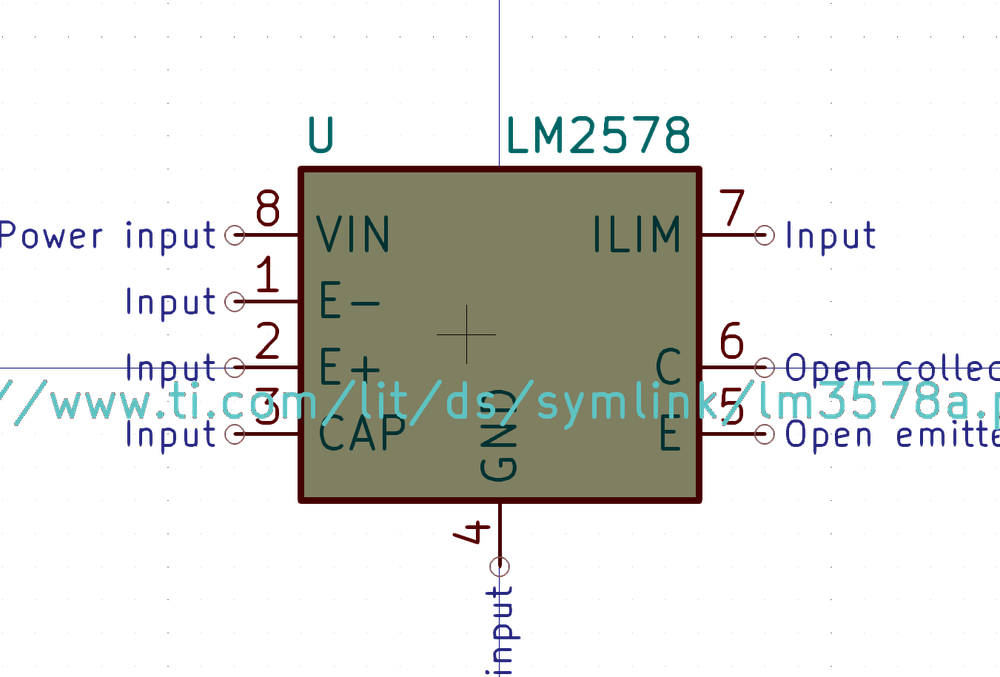 U LM2578
8 7
Power input VIN ILIM Input
1
Input E-
2 6
Input E+ C Open collec
3 5
//www.ti.com/lit/ds/symlink/lm3578a.p
Input CAP GND E Open emitte
4
input